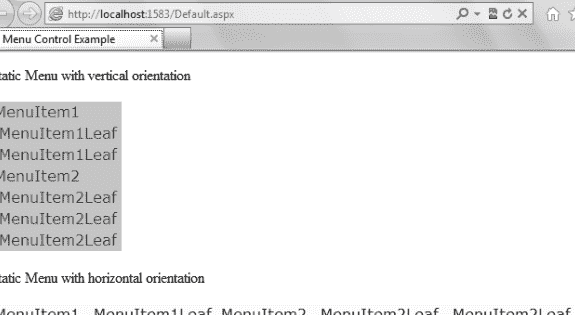 http://localhost:1583/Default.aspx
Menu Control Example
tatic Menu with vertical orientation
MenuItem1
MenuItem1Leaf
MenuItem1Leaf
MenuItem2
MenuItem2Leaf
MenuItem2Leaf
MenuItem2Leaf
tatic Menu with horizontal orientation
MenuItem1 MenuItem1Leaf MenuItem2 MenuItem2Leaf MenuItem2Leaf